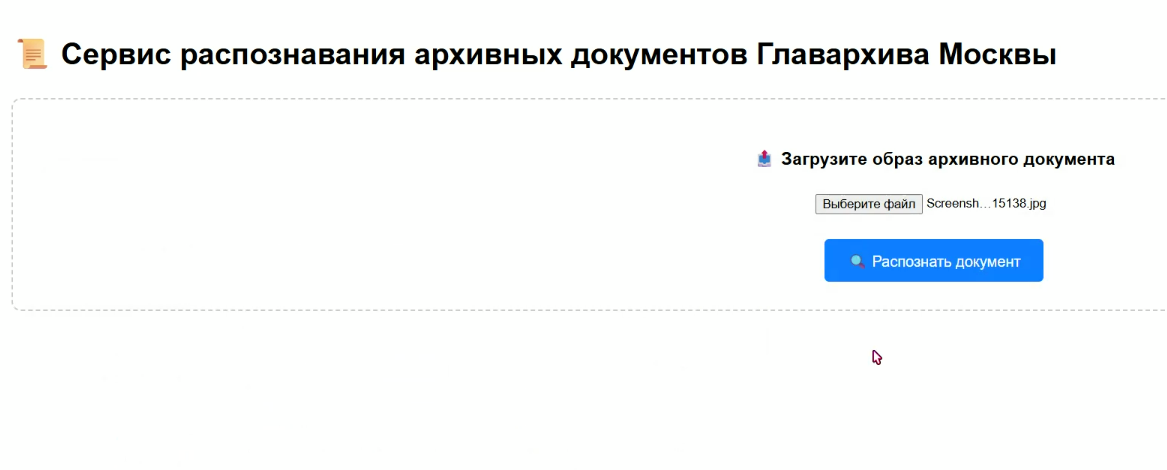 Сервис распознавания архивных документов Главархива Москвы
Загрузите образ архивного документа
Выберите файл Screensh...15138.jpg
Распознать документ